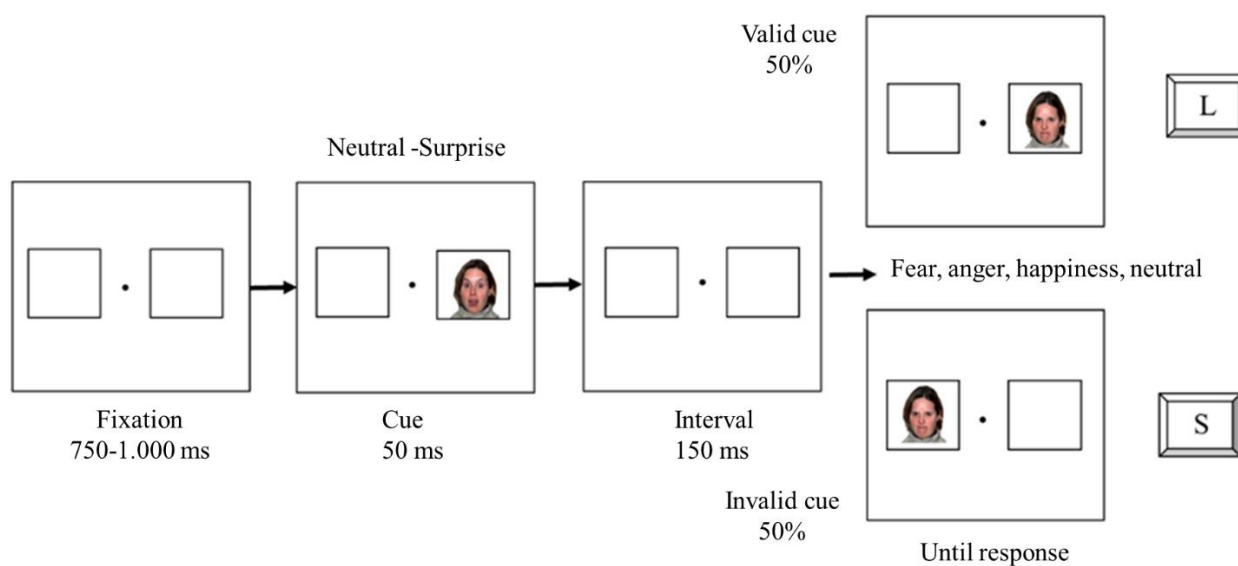 Valid cue
50%
L
Neutral -Surprise
Fear, anger, happiness, neutral
Fixation
750-1.000 ms
Cue
50 ms
Interval
150 ms
S
Invalid cue
50%
Until response